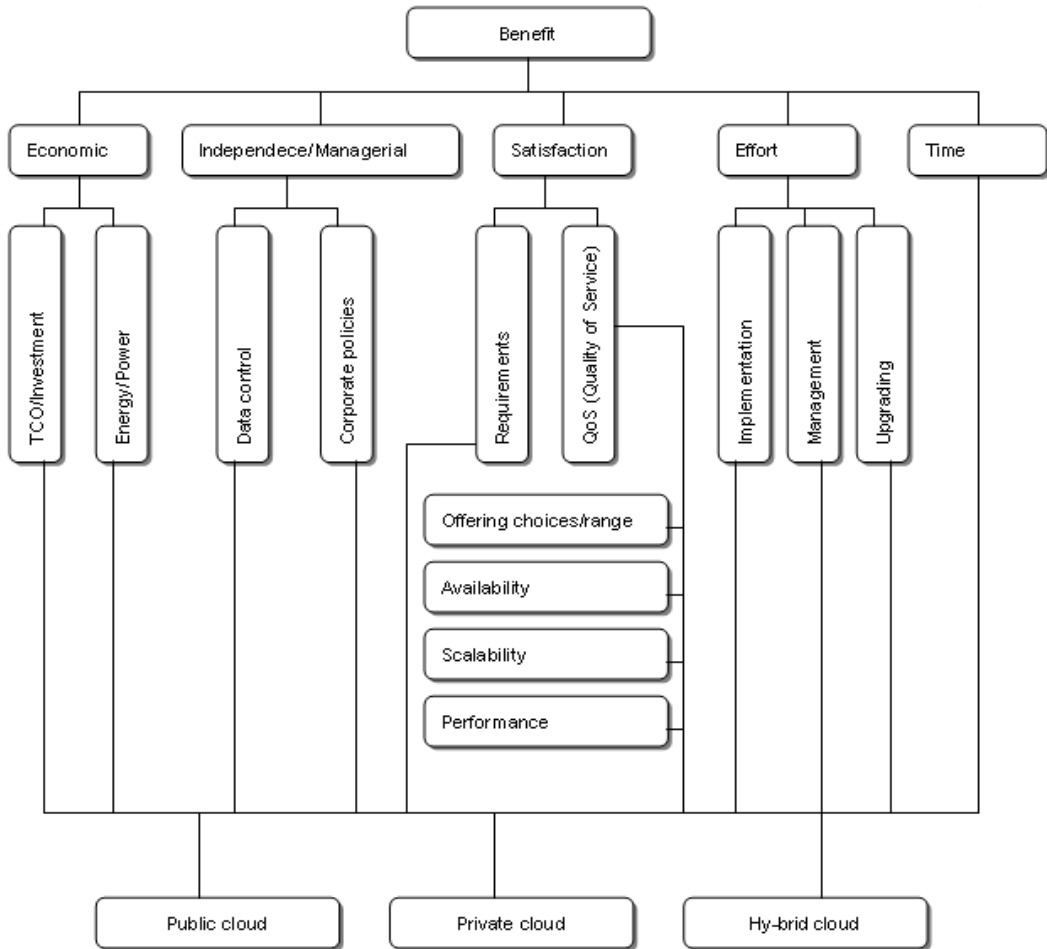 Benefit
Economic
Independece/Managerial
Satisfaction
Effort
Time
TCO/Investment
Energy/Power
Data control
Corporate policies
Requirements
QoS (Quality of Service)
Implementation
Management
Upgrading
Offering choices/range
Availability
Scalability
Performance
Public cloud
Private cloud
Hy-brid cloud